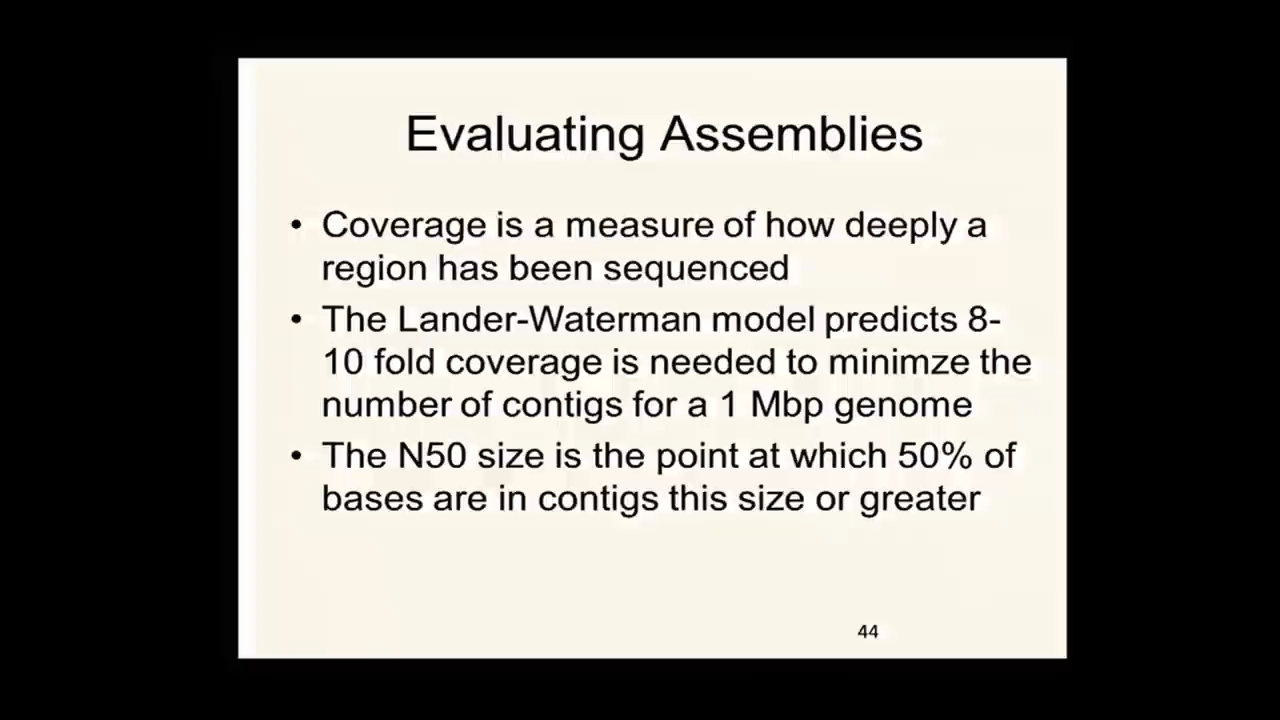 Evaluating Assemblies
• Coverage is a measure of how deeply a
region has been sequenced
• The Lander-Waterman model predicts 8-
10 fold coverage is needed to minimze the
number of contigs for a 1 Mbp genome
• The N50 size is the point at which 50% of
bases are in contigs this size or greater
44